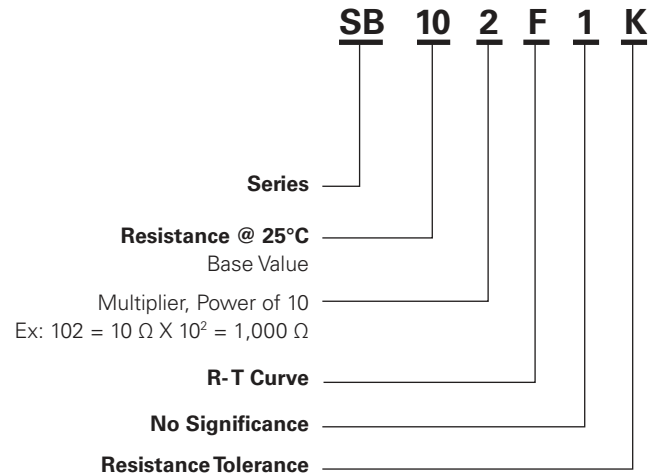 SB 10 2 F 1 K
Series
Resistance @ 25°C
Base Value
Multiplier, Power of 10
Ex: 102 = 10 Ω X 10² = 1,000 Ω
R-T Curve
No Significance
Resistance Tolerance